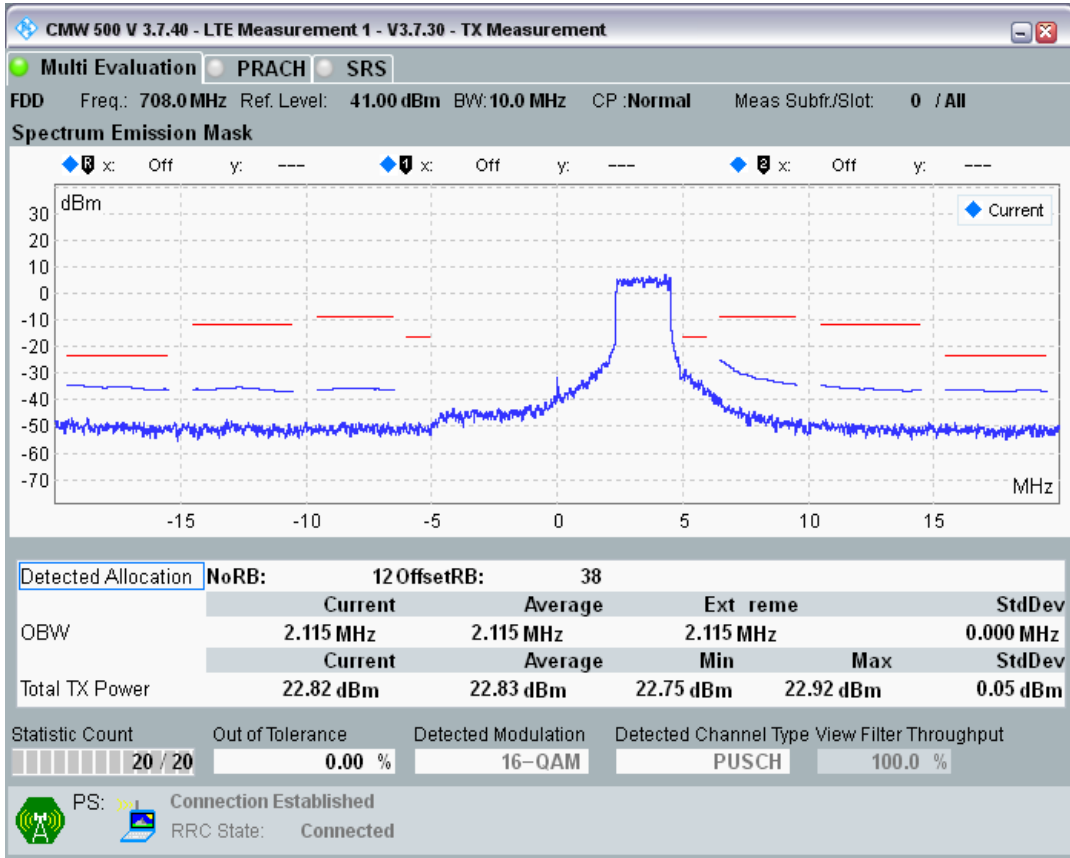 CMW 500 V 3.7.40 - LTE Measurement 1 - V3.7.30 - TX Measurement
Multi Evaluation PRACH SRS
FDD Freq.: 708.0 MHz Ref. Level: 41.00 dBm BW: 10.0 MHz CP :Normal Meas Subfr./Slot: 0 / All
Spectrum Emission Mask
R x: Off y: --- 1 x: Off y: --- 2 x: Off y: ---
dBm
Current
30
20
10
0
-10
-20
-30
-40
-50
-60
-70
MHz
-15 -10 -5 0 5 10 15
Detected Allocation NoRB: 12 OffsetRB: 38
Current Average Ext reme StdDev
OBW 2.115 MHz 2.115 MHz 2.115 MHz 0.000 MHz
Current Average Min Max StdDev
Total TX Power 22.82 dBm 22.83 dBm 22.75 dBm 22.92 dBm 0.05 dBm
Statistic Count Out of Tolerance Detected Modulation Detected Channel Type View Filter Throughput
20 / 20 0.00 % 16-QAM PUSCH 100.0 %
PS: Connection Established
RRC State: Connected